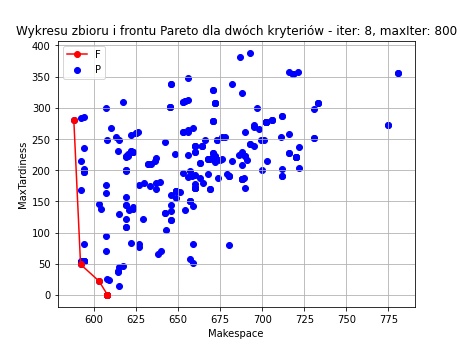 Wykresu zbioru i frontu Pareto dla dwóch kryteriów - iter: 8, maxIter: 800
400
350
300
250
200
150
100
50
0
MaxTardiness
F
P
600 625 650 675 700 725 750 775
Makespace